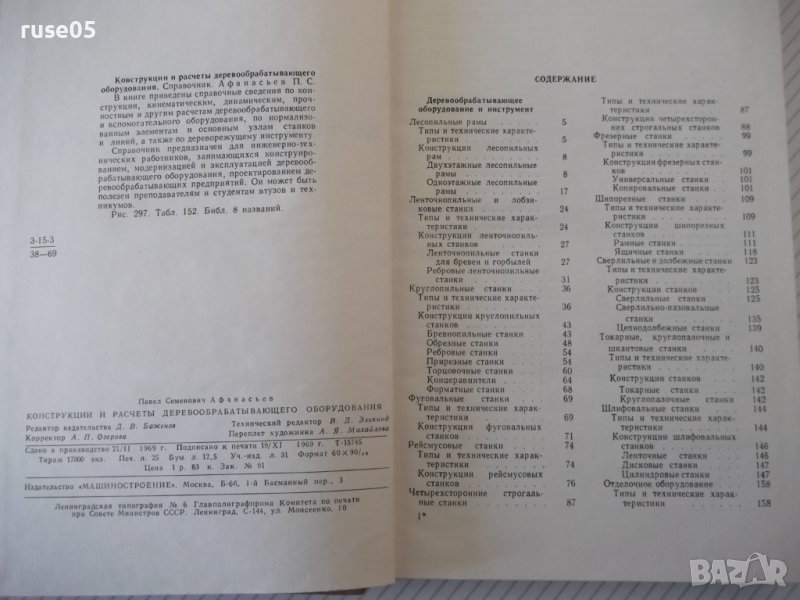 ruse05
Конструкции и расчеты деревообрабатывающего
оборудования. Справочник. Афанасьев П. С.
В книге приведены справочные сведения по кон-
струкции, кинематическим, динамическим, проч-
ностным и другим расчетам деревообрабатывающего
и вспомогательного оборудования, по нормализо-
ванным элементам и основным узлам станков
и линий, а также по дереворежущему инструменту.
Справочник предназначен для инженерно-тех-
нических работников, занимающихся конструиро-
ванием, модернизацией и эксплуатацией деревооб-
рабатывающего оборудования, проектированием де-
ревообрабатывающих предприятий. Он может быть
полезен преподавателям и студентам втузов и тех-
никумов.
Рис. 297. Табл. 152. Библ. 8 названий.
3-15-3
38—69
Павел Семенович Афанасьев
КОНСТРУКЦИИ И РАСЧЕТЫ ДЕРЕВООБРАБАТЫВАЮЩЕГО ОБОРУДОВАНИЯ
Редактор издательства Д. В. Баженов Технический редактор В. Д. Элькинд
Корректор А. П. Озерова Переплет художника А. Я. Михайлова
Сдано в производство 21/II 1969 г. Подписано к печати 19/XI 1969 г. Т-15745
Тираж 17000 экз. Печ. л. 25 Бум. л. 12,5 Уч.-изд. л. 31 Формат 60×90/16
Цена 1 р. 83 к. Зак. № 91
Издательство «МАШИНОСТРОЕНИЕ», Москва, Б-66, 1-й Басманный пер., 3
Ленинградская типография № 6 Главполиграфпрома Комитета по печати
при Совете Министров СССР, Ленинград, С-144, ул. Моисеенко, 10
СОДЕРЖАНИЕ
Деревообрабатывающее
оборудование и инструмент
Лесопильные рамы 5
Типы и технические характе-
ристики 5
Конструкции лесопильных
рам 8
Двухэтажные лесопильные
рамы 8
Одноэтажные лесопильные
рамы 17
Ленточнопильные и лобзи-
ковые станки 24
Типы и технические характе-
ристики 24
Конструкции ленточнопиль-
ных станков 27
Ленточнопильные станки
для бревен и горбылей 27
Ребровые ленточнопильные
станки 31
Круглопильные станки 36
Типы и технические характе-
ристики 36
Конструкции круглопильных
станков 43
Бревнопильные станки 43
Обрезные станки 48
Ребровые станки 54
Прирезные станки 54
Торцовочные станки 60
Концеравнители 64
Форматные станки 68
Фуговальные станки 69
Типы и технические характе-
ристики 69
Конструкции фуговальных
станков 71
Рейсмусовые станки 74
Типы и технические харак-
теристики 74
Конструкции рейсмусовых
станков 76
Четырехсторонние строгаль-
ные станки 87
1*
Типы и технические харак-
теристики 87
Конструкции четырехсторон-
них строгальных станков 88
Фрезерные станки 99
Типы и технические характе-
ристики 99
Конструкции фрезерных стан-
ков 101
Универсальные станки 101
Копировальные станки 101
Шипорезные станки 109
Типы и технические характе-
ристики 109
Конструкции шипорезных
станков 111
Рамные станки 111
Ящичные станки 118
Сверлильные и долбежные станки 123
Типы и технические характе-
ристики 123
Конструкции станков 125
Сверлильные станки 125
Сверлильно-пазовальные
станки 135
Цепнодолбежные станки 139
Токарные, круглопалочные и
шкантовые станки 140
Типы и технические характе-
ристики 140
Конструкции станков 142
Токарные станки 142
Круглопалочные станки 142
Шлифовальные станки 144
Типы и технические характе-
ристики 144
Конструкции шлифовальных
станков 146
Ленточные станки 146
Дисковые станки 151
Цилиндровые станки 151
Отделочное оборудование 158
Типы и технические харак-
теристики 158
BAZAR